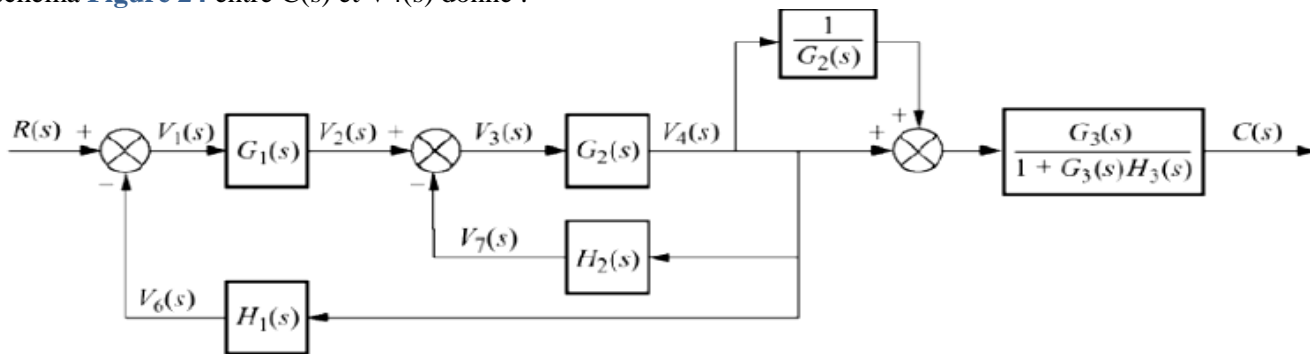 schéma Figure 24 entre C(s) et V4(s) donne :
1
G₂(s)
R(s) + V₁(s) G₁(s) V₂(s) + V₃(s) G₂(s) V₄(s) + + G₃(s) C(s)
1 + G₃(s)H₃(s)
− −
V₇(s) H₂(s)
V₆(s) H₁(s)